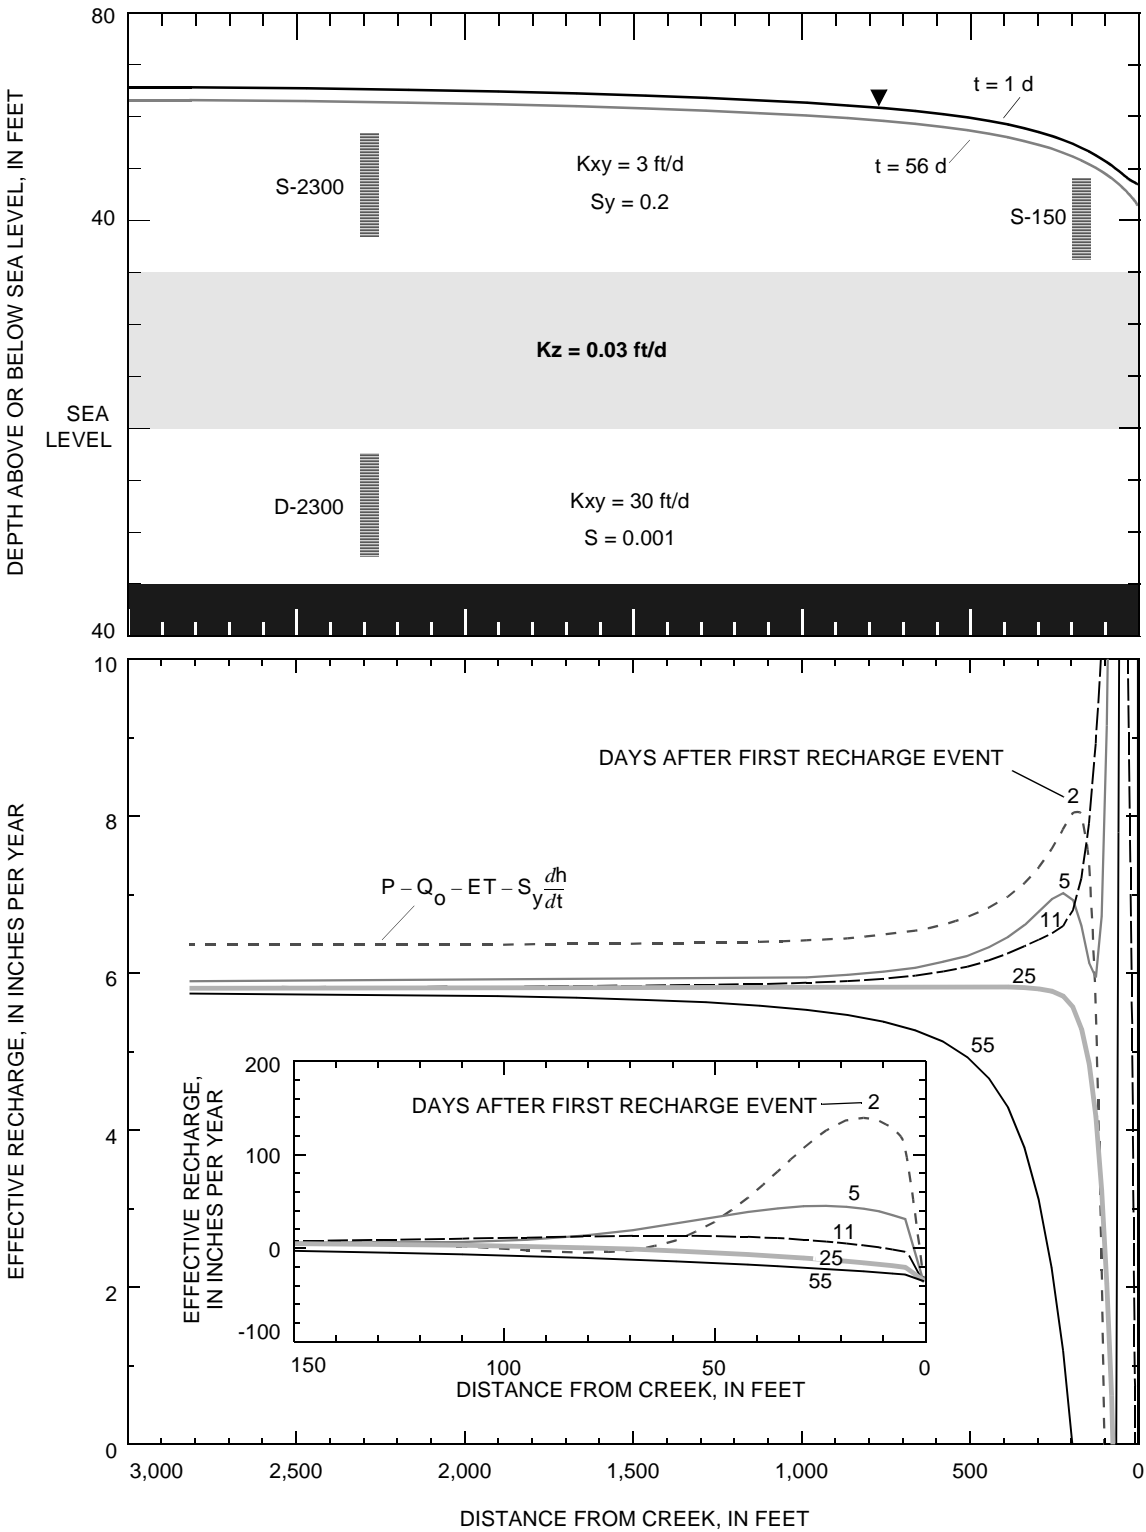 DEPTH ABOVE OR BELOW SEA LEVEL, IN FEET
80
40
SEA
LEVEL
40
t = 1 d
t = 56 d
Kxy = 3 ft/d
Sy = 0.2
S-2300
S-150
Kz = 0.03 ft/d
D-2300
Kxy = 30 ft/d
S = 0.001
EFFECTIVE RECHARGE, IN INCHES PER YEAR
10
8
6
4
2
0
DAYS AFTER FIRST RECHARGE EVENT
2
5
11
25
55
P – Qo – ET – Sy dh/dt
EFFECTIVE RECHARGE,
IN INCHES PER YEAR
200
100
0
-100
DAYS AFTER FIRST RECHARGE EVENT
2
5
11
25
55
150 100 50 0
DISTANCE FROM CREEK, IN FEET
3,000 2,500 2,000 1,500 1,000 500 0
DISTANCE FROM CREEK, IN FEET